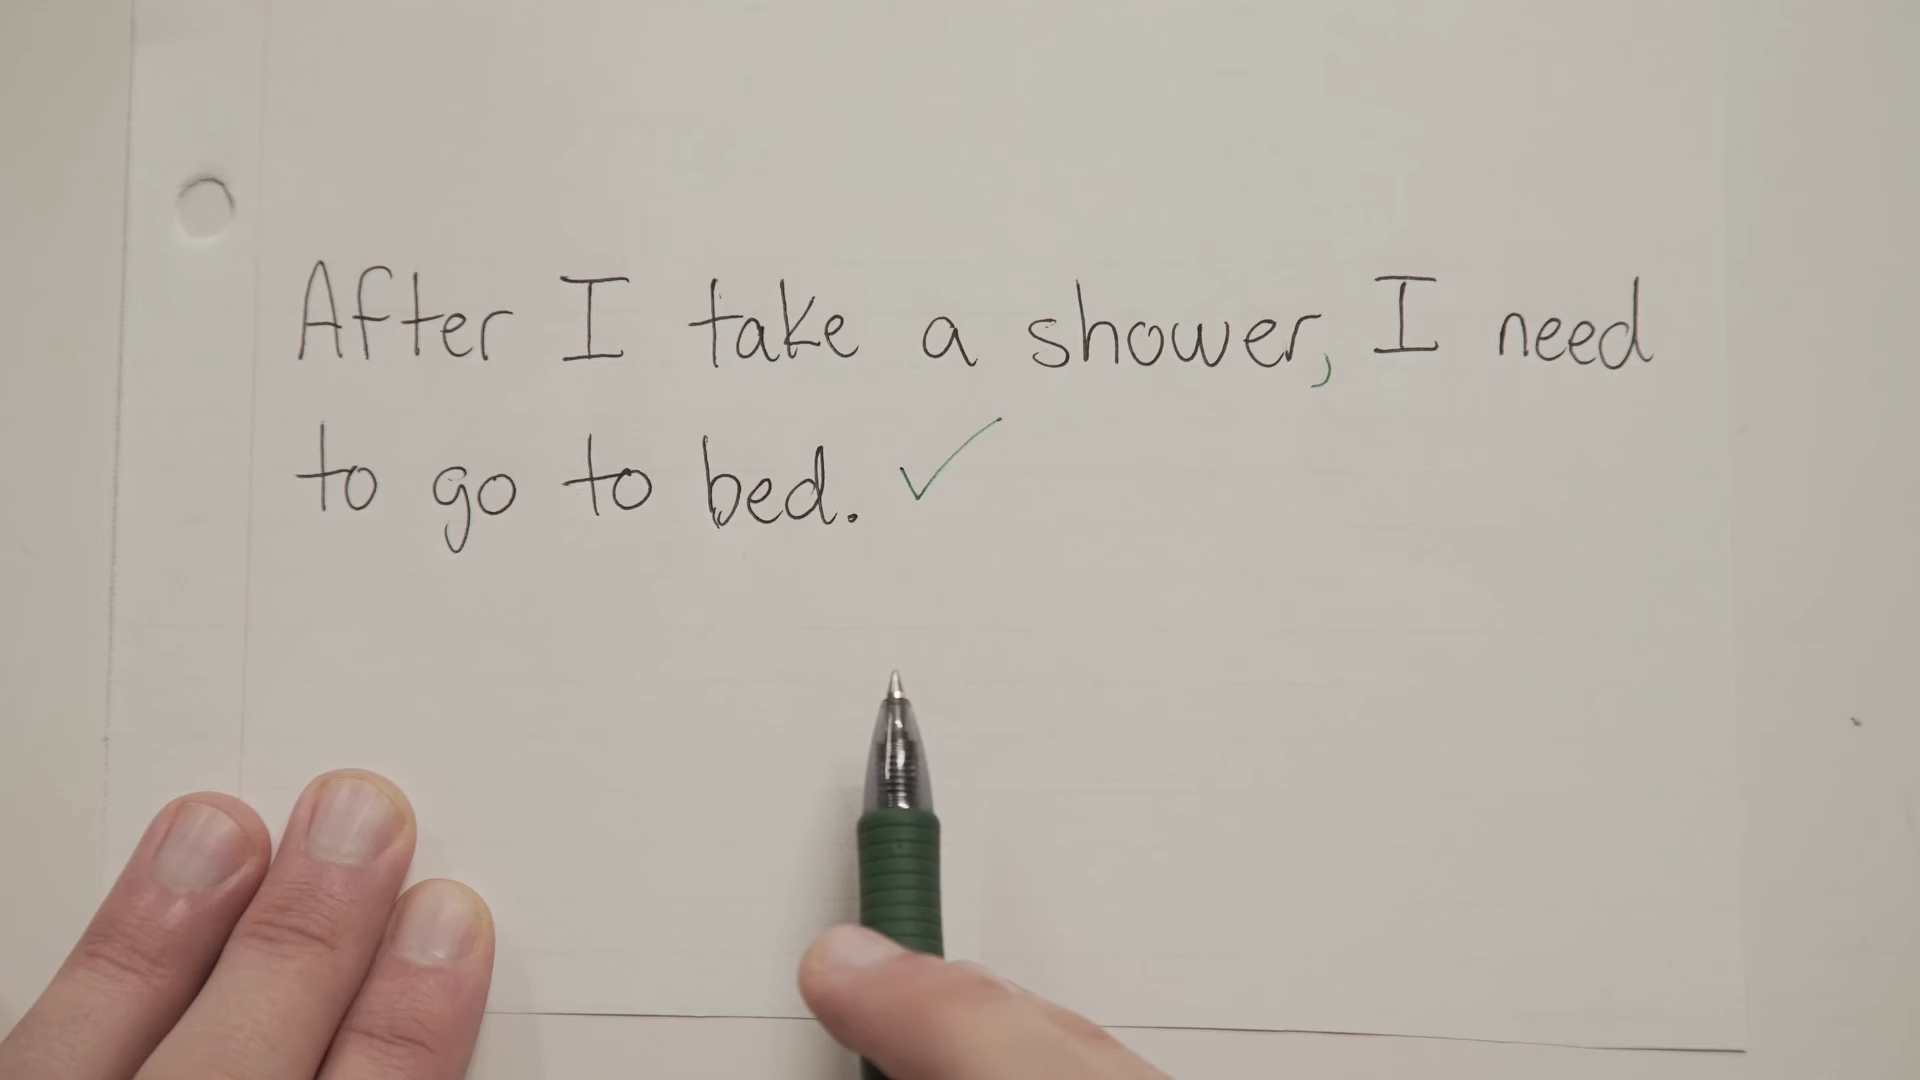 After I take a shower, I need
to go to bed. ✓